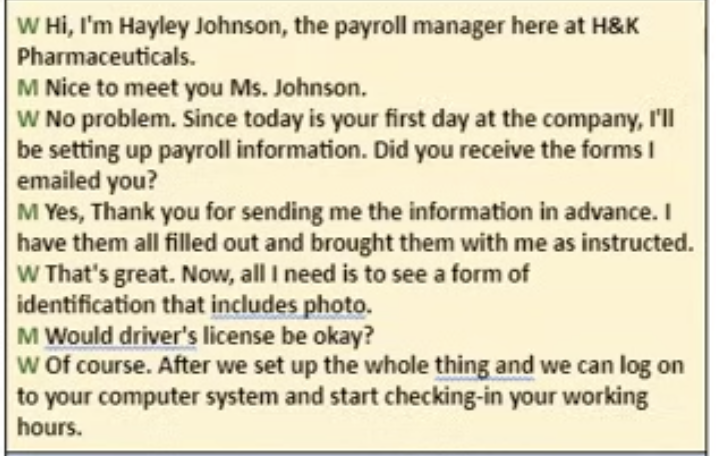 W Hi, I'm Hayley Johnson, the payroll manager here at H&K
Pharmaceuticals.
M Nice to meet you Ms. Johnson.
W No problem. Since today is your first day at the company, I'll
be setting up payroll information. Did you receive the forms I
emailed you?
M Yes, Thank you for sending me the information in advance. I
have them all filled out and brought them with me as instructed.
W That's great. Now, all I need is to see a form of
identification that includes photo.
M Would driver's license be okay?
W Of course. After we set up the whole thing and we can log on
to your computer system and start checking-in your working
hours.